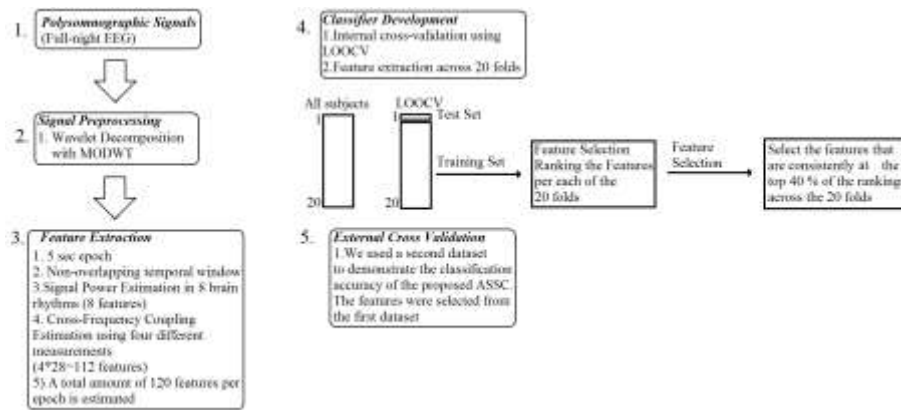 1.
Polysomnographic Signals
(Full-night EEG)
2.
Signal Preprocessing
1. Wavelet Decomposition
with MODWT
3.
Feature Extraction
1. 5 sec epoch
2. Non-overlapping temporal window
3.Signal Power Estimation in 8 brain
rhythms (8 features)
4. Cross-Frequency Coupling
Estimation using four different
measurements
(4*28~112 features)
5) A total amount of 120 features per
epoch is estimated
4.
Classifier Development
1.Internal cross-validation using
LOOCV
2.Feature extraction across 20 folds
All subjects
LOOCV
1
1
Test Set
Training Set
20
20
Feature Selection
Ranking the Features
per each of the
20 folds
Feature
Selection
Select the features that
are consistently at the
top 40 % of the ranking
across the 20 folds
5.
External Cross Validation
1.We used a second dataset
to demonstrate the classification
accuracy of the proposed ASSC.
The features were selected from
the first dataset